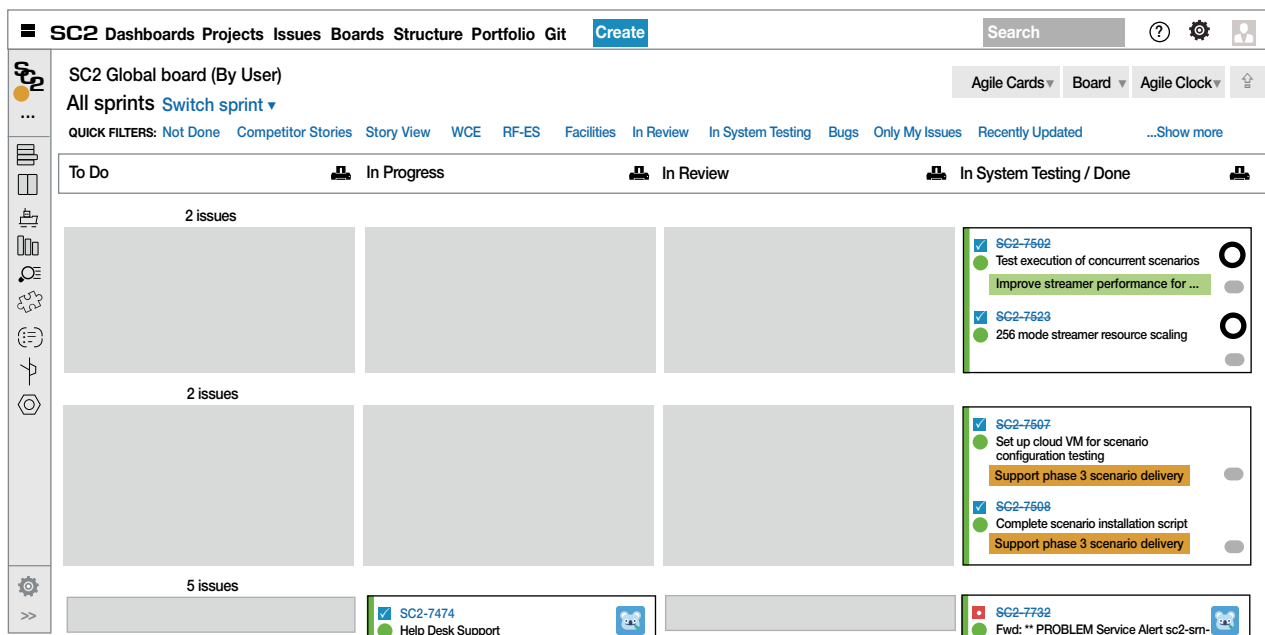 SC2 Dashboards Projects Issues Boards Structure Portfolio Git Create Search ?
SC2
SC2 Global board (By User)
Agile Cards▾ Board ▾ Agile Clock▾
All sprints Switch sprint ▾
...
QUICK FILTERS: Not Done Competitor Stories Story View WCE RF-ES Facilities In Review In System Testing Bugs Only My Issues Recently Updated ...Show more
To Do In Progress In Review In System Testing / Done
2 issues
SC2-7502
Test execution of concurrent scenarios
Improve streamer performance for ...
SC2-7523
256 mode streamer resource scaling
2 issues
SC2-7507
Set up cloud VM for scenario
configuration testing
Support phase 3 scenario delivery
SC2-7508
Complete scenario installation script
Support phase 3 scenario delivery
5 issues
>>
SC2-7474
Help Desk Support
SC2-7732
Fwd: ** PROBLEM Service Alert sc2-srn-